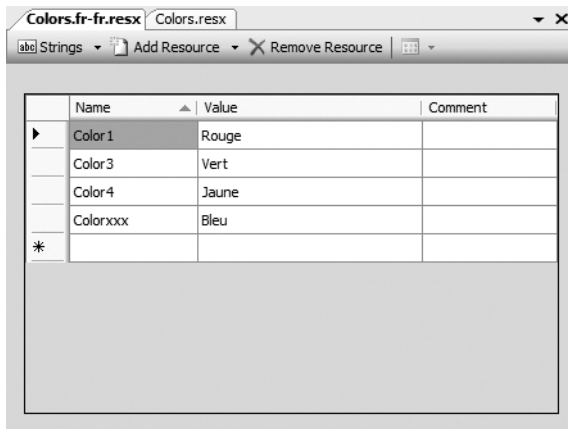 Colors.fr-fr.resx Colors.resx
abc Strings Add Resource Remove Resource
Name Value Comment
Color1 Rouge
Color3 Vert
Color4 Jaune
Colorxxx Bleu